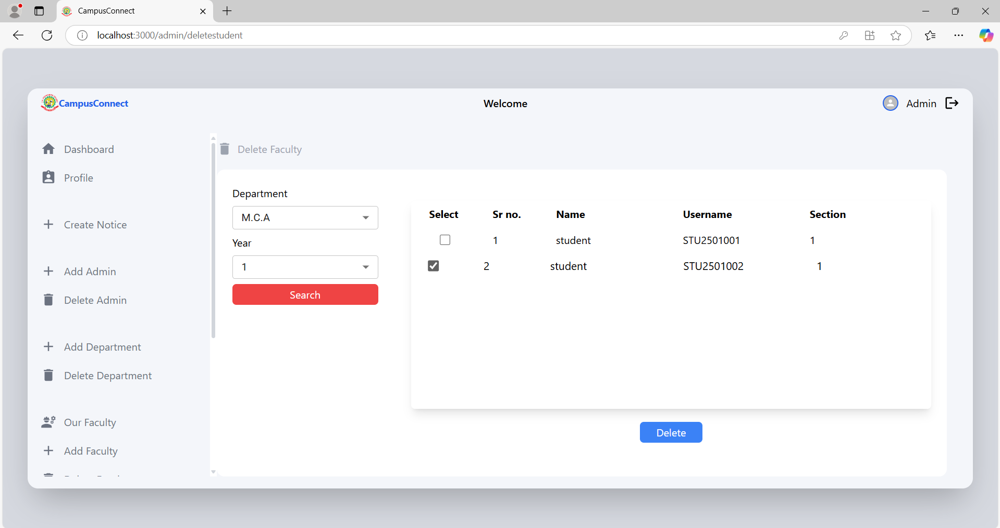 CampusConnect
localhost:3000/admin/deletestudent
CampusConnect
Welcome
Admin
Dashboard
Profile
Create Notice
Add Admin
Delete Admin
Add Department
Delete Department
Our Faculty
Add Faculty
Delete Faculty
Department
M.C.A
Year
1
Search
Select Sr no. Name Username Section
1 student STU2501001 1
2 student STU2501002 1
Delete